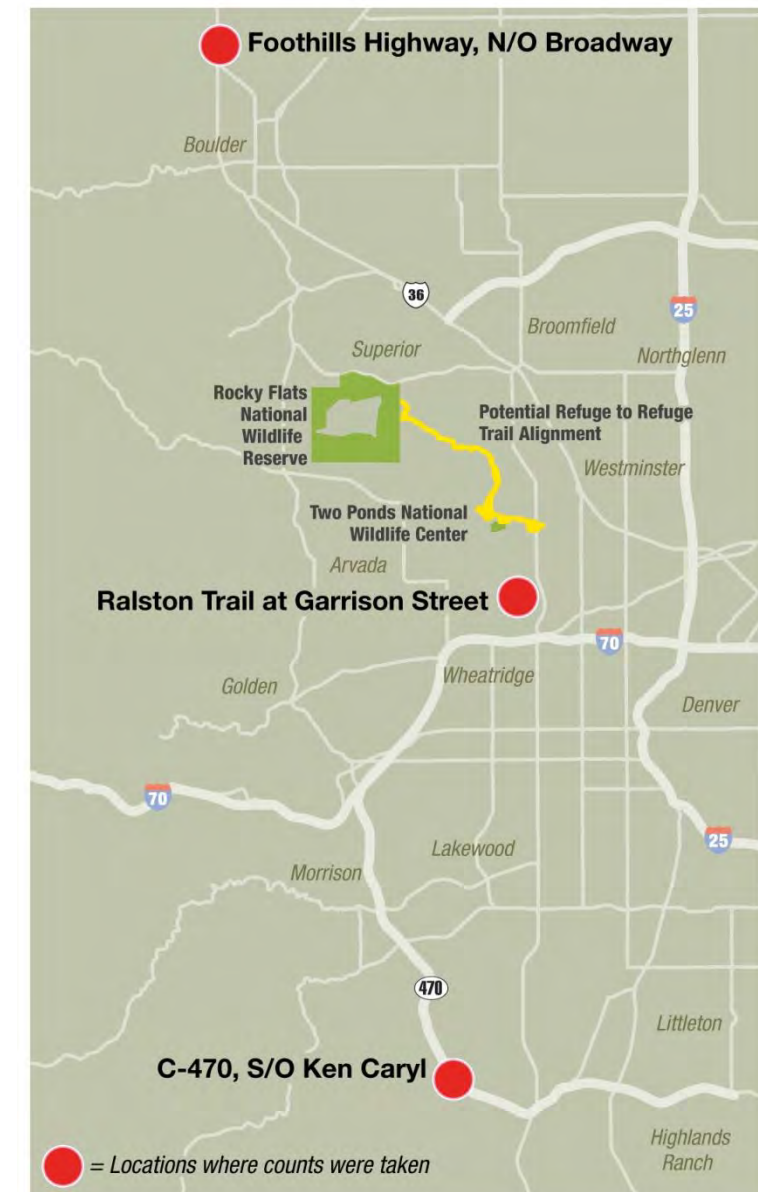 Foothills Highway, N/O Broadway
Boulder
36
25
Broomfield
Superior
Northglenn
Rocky Flats
National
Wildlife
Reserve
Potential Refuge to Refuge
Trail Alignment
Westminster
Two Ponds National
Wildlife Center
Arvada
Ralston Trail at Garrison Street
70
Wheatridge
Golden
Denver
70
25
Lakewood
Morrison
470
Littleton
C-470, S/O Ken Caryl
Highlands
Ranch
= Locations where counts were taken